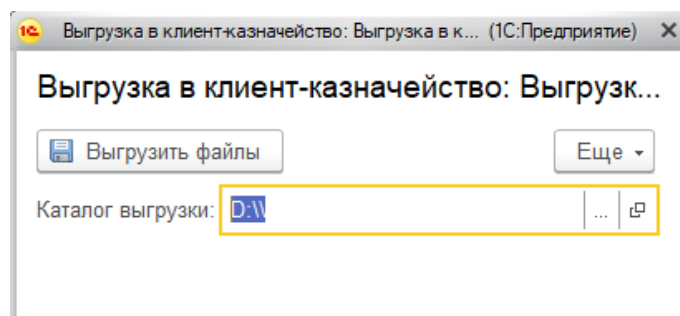 1С Выгрузка в клиент-казначейство: Выгрузка в к... (1С:Предприятие) ×
Выгрузка в клиент-казначейство: Выгрузк...
Выгрузить файлы Еще
Каталог выгрузки: D:\\ ...